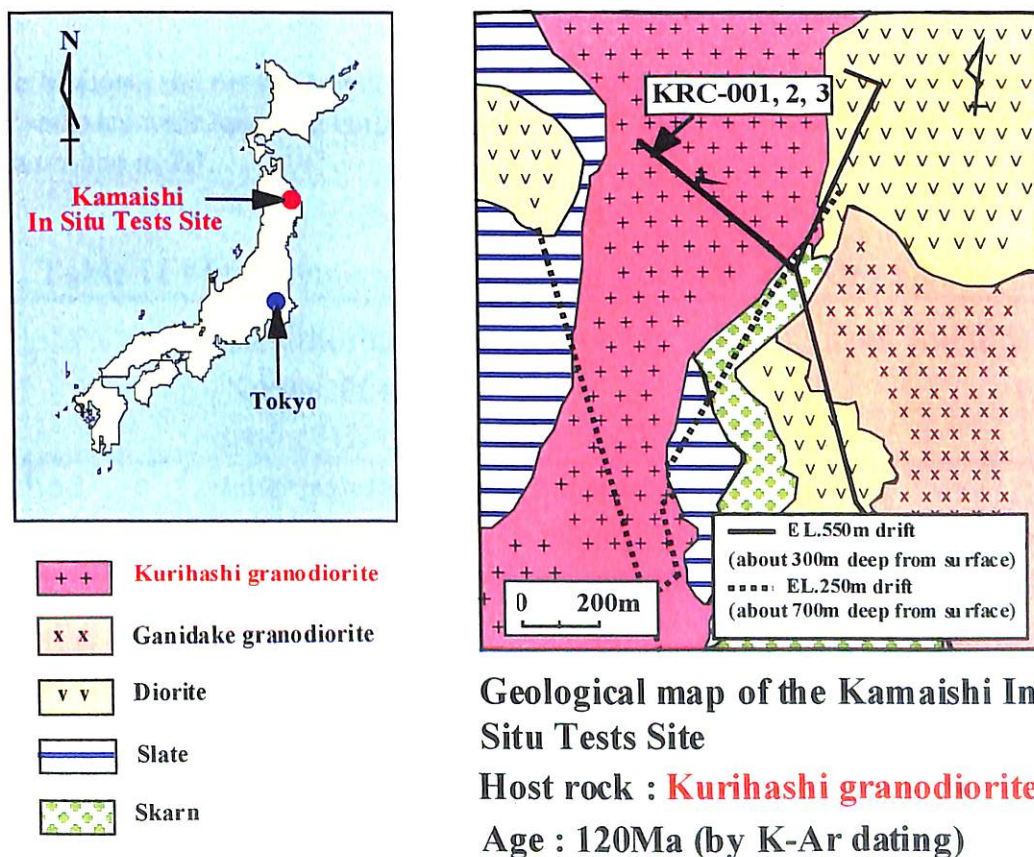 N
Kamaishi
In Situ Tests Site
Tokyo
KRC-001, 2, 3
EL.550m drift
(about 300m deep from surface)
EL.250m drift
(about 700m deep from surface)
0 200m
Kurihashi granodiorite
Ganidake granodiorite
Diorite
Slate
Skarn
Geological map of the Kamaishi In
Situ Tests Site
Host rock : Kurihashi granodiorite
Age : 120Ma (by K-Ar dating)